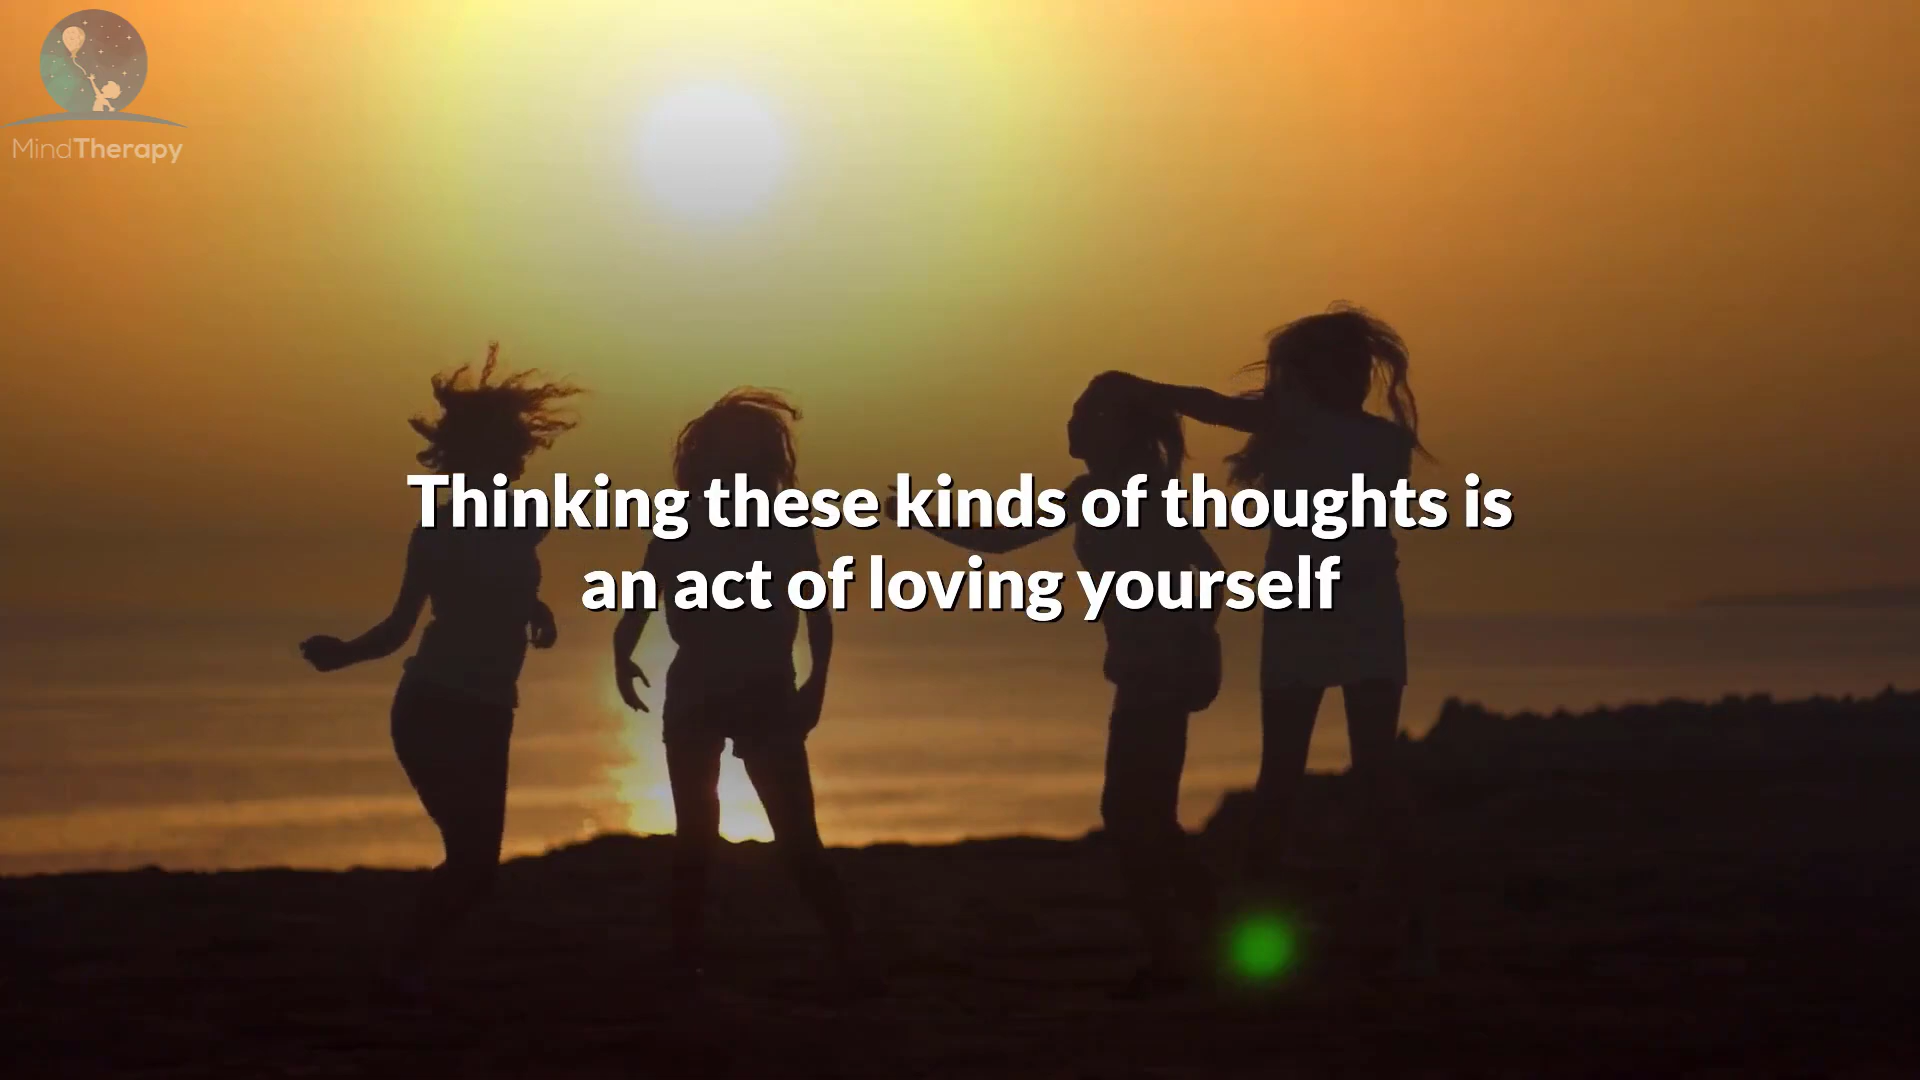 MindTherapy
Thinking these kinds of thoughts is
an act of loving yourself